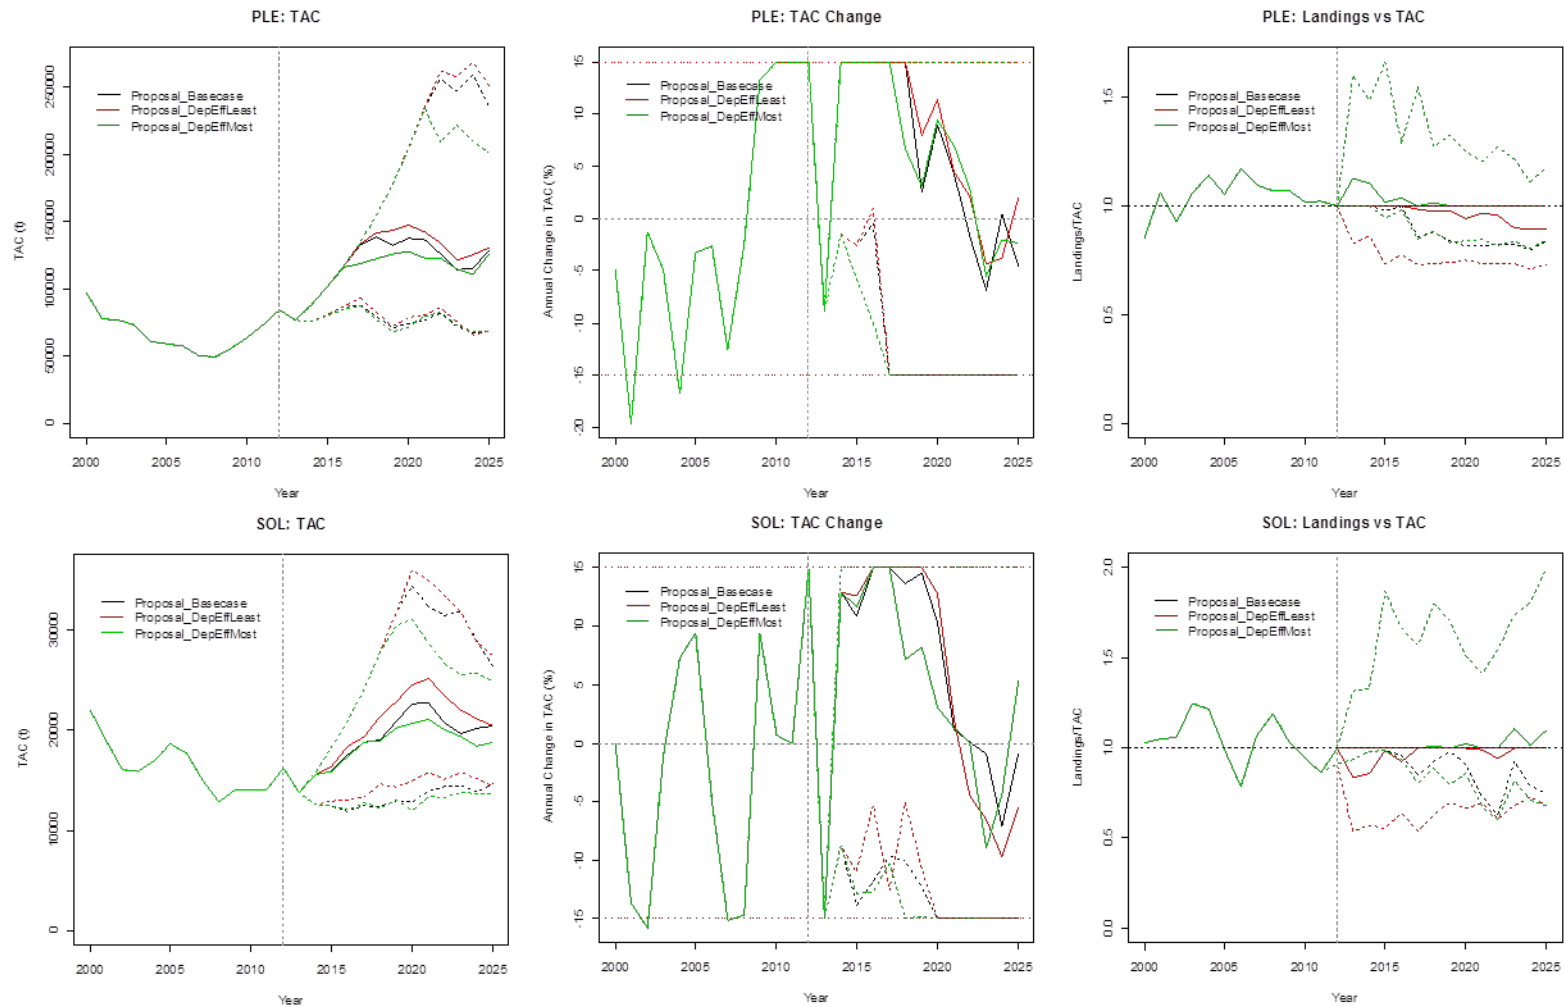 PLE: TAC
PLE: TAC Change
PLE: Landings vs TAC
TAC (t)
0
50000
100000
150000
200000
250000
Proposal_Basecase
Proposal_DepEffLeast
Proposal_DepEffMost
2000 2005 2010 2015 2020 2025
Year
Annual Change in TAC (%)
-20 -15 -10 -5 0 5 10 15
Proposal_Basecase
Proposal_DepEffLeast
Proposal_DepEffMost
2000 2005 2010 2015 2020 2025
Year
Landings/TAC
0.0 0.5 1.0 1.5
Proposal_Basecase
Proposal_DepEffLeast
Proposal_DepEffMost
2000 2005 2010 2015 2020 2025
Year
SOL: TAC
SOL: TAC Change
SOL: Landings vs TAC
TAC (t)
0 10000 20000 30000
Proposal_Basecase
Proposal_DepEffLeast
Proposal_DepEffMost
2000 2005 2010 2015 2020 2025
Year
Annual Change in TAC (%)
-15 -10 -5 0 5 10 15
Proposal_Basecase
Proposal_DepEffLeast
Proposal_DepEffMost
2000 2005 2010 2015 2020 2025
Year
Landings/TAC
0.0 0.5 1.0 1.5 2.0
Proposal_Basecase
Proposal_DepEffLeast
Proposal_DepEffMost
2000 2005 2010 2015 2020 2025
Year